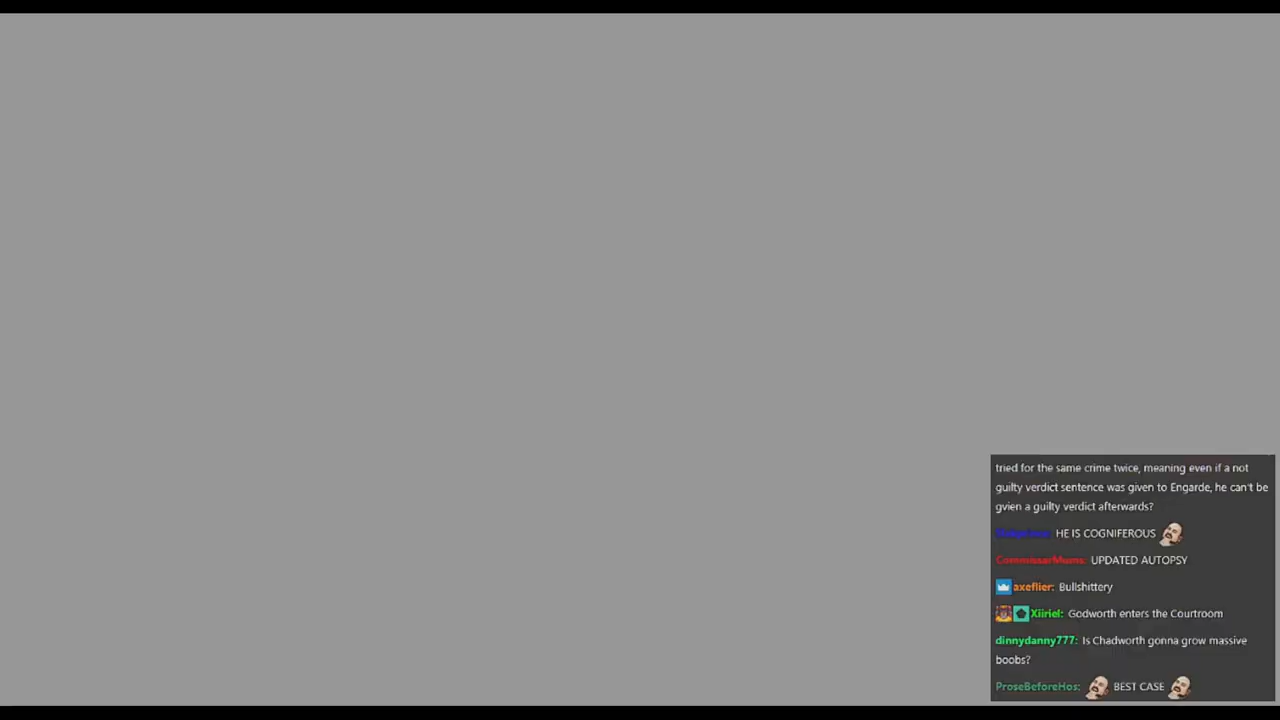 tried for the same crime twice, meaning even if a not
guilty verdict sentence was given to Engarde, he can't be
gvien a guilty verdict afterwards?
HE IS COGNIFEROUS
CommissarMums: UPDATED AUTOPSY
axeflier: Bullshittery
Xiiriel: Godworth enters the Courtroom
dinnydanny777: Is Chadworth gonna grow massive
boobs?
ProseBeforeHos: BEST CASE